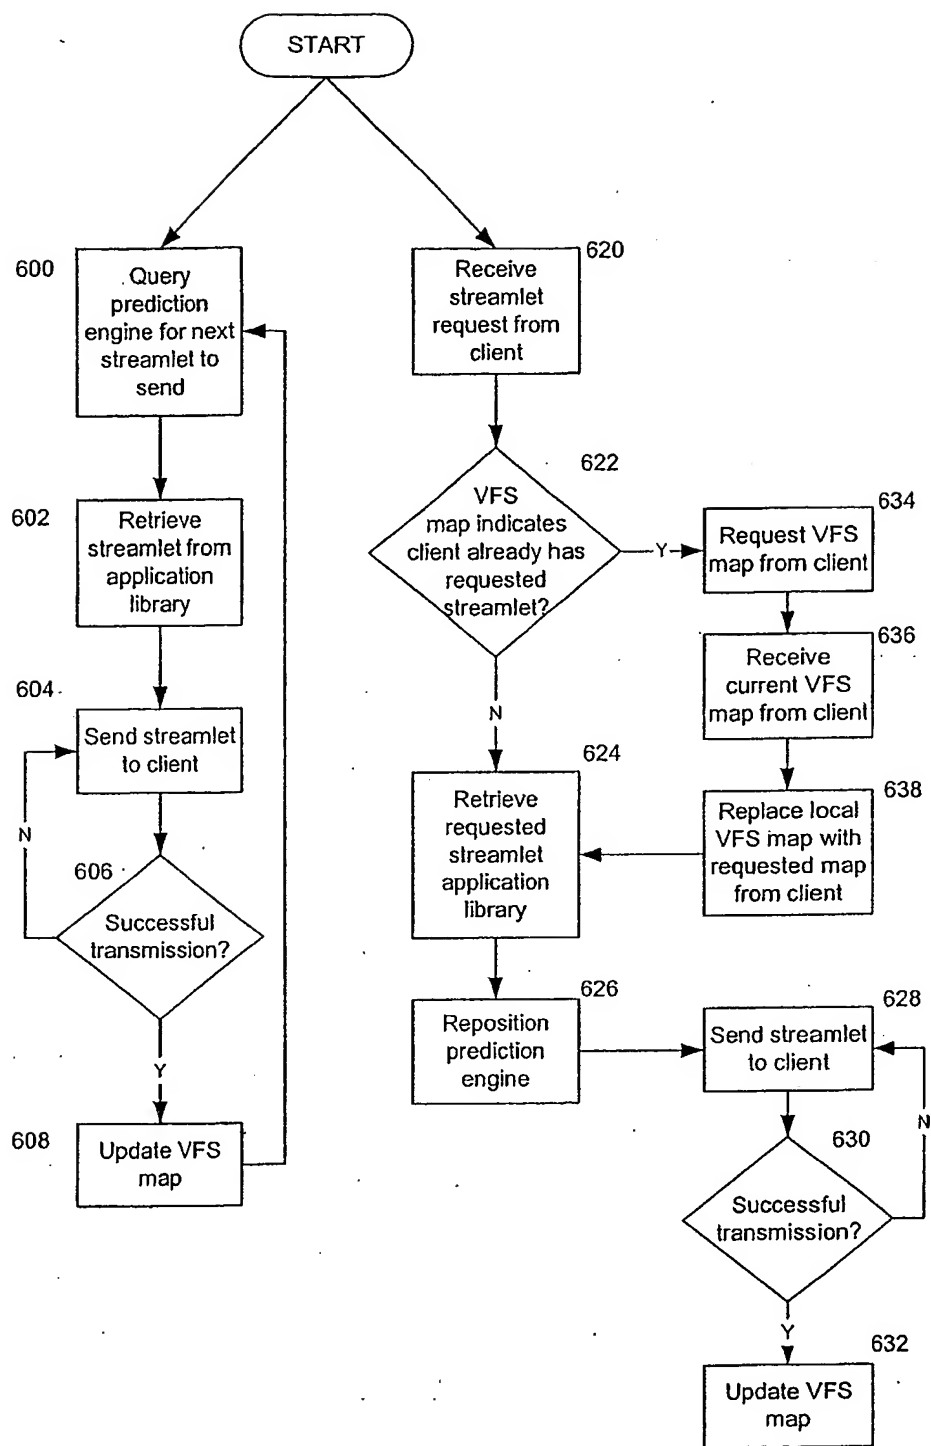 START
600
Query
prediction
engine for next
streamlet to
send
602
Retrieve
streamlet from
application
library
604
Send streamlet
to client
N
606
Successful
transmission?
Y
608
Update VFS
map
620
Receive
streamlet
request from
client
622
VFS
map indicates
client already has
requested
streamlet?
Y
N
634
Request VFS
map from client
636
Receive
current VFS
map from client
638
Replace local
VFS map with
requested map
from client
624
Retrieve
requested
streamlet
application
library
626
Reposition
prediction
engine
628
Send streamlet
to client
N
630
Successful
transmission?
Y
632
Update VFS
map